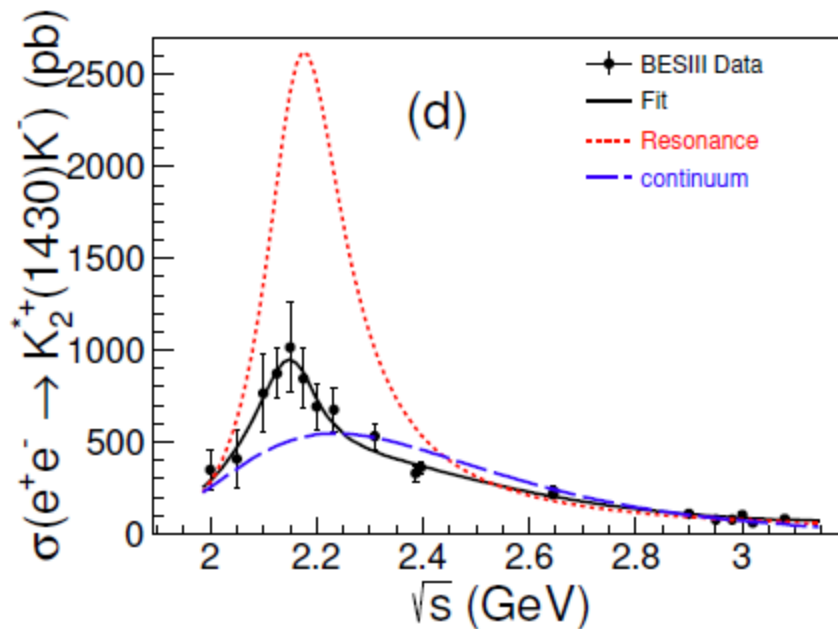 σ(e⁺e⁻ → K₂*⁺(1430)K⁻) (pb)
2500
2000
1500
1000
500
0
(d)
BESIII Data
Fit
Resonance
continuum
2 2.2 2.4 2.6 2.8 3
√s (GeV)